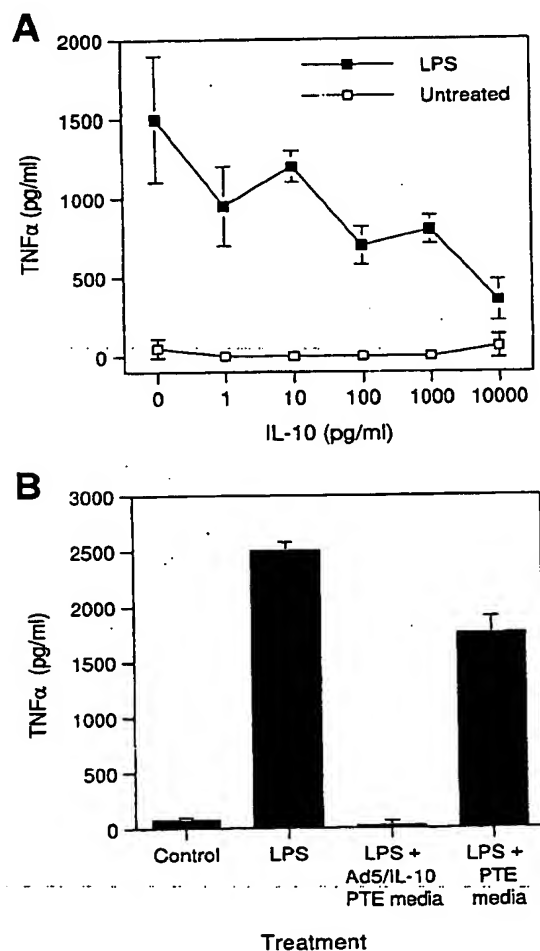 A
2000
1500
1000
500
0
TNFα (pg/ml)
LPS
Untreated
0 1 10 100 1000 10000
IL-10 (pg/ml)
B
3000
2500
2000
1500
1000
500
0
TNFα (pg/ml)
Control LPS LPS + LPS +
Ad5/IL-10 PTE
PTE media media
Treatment